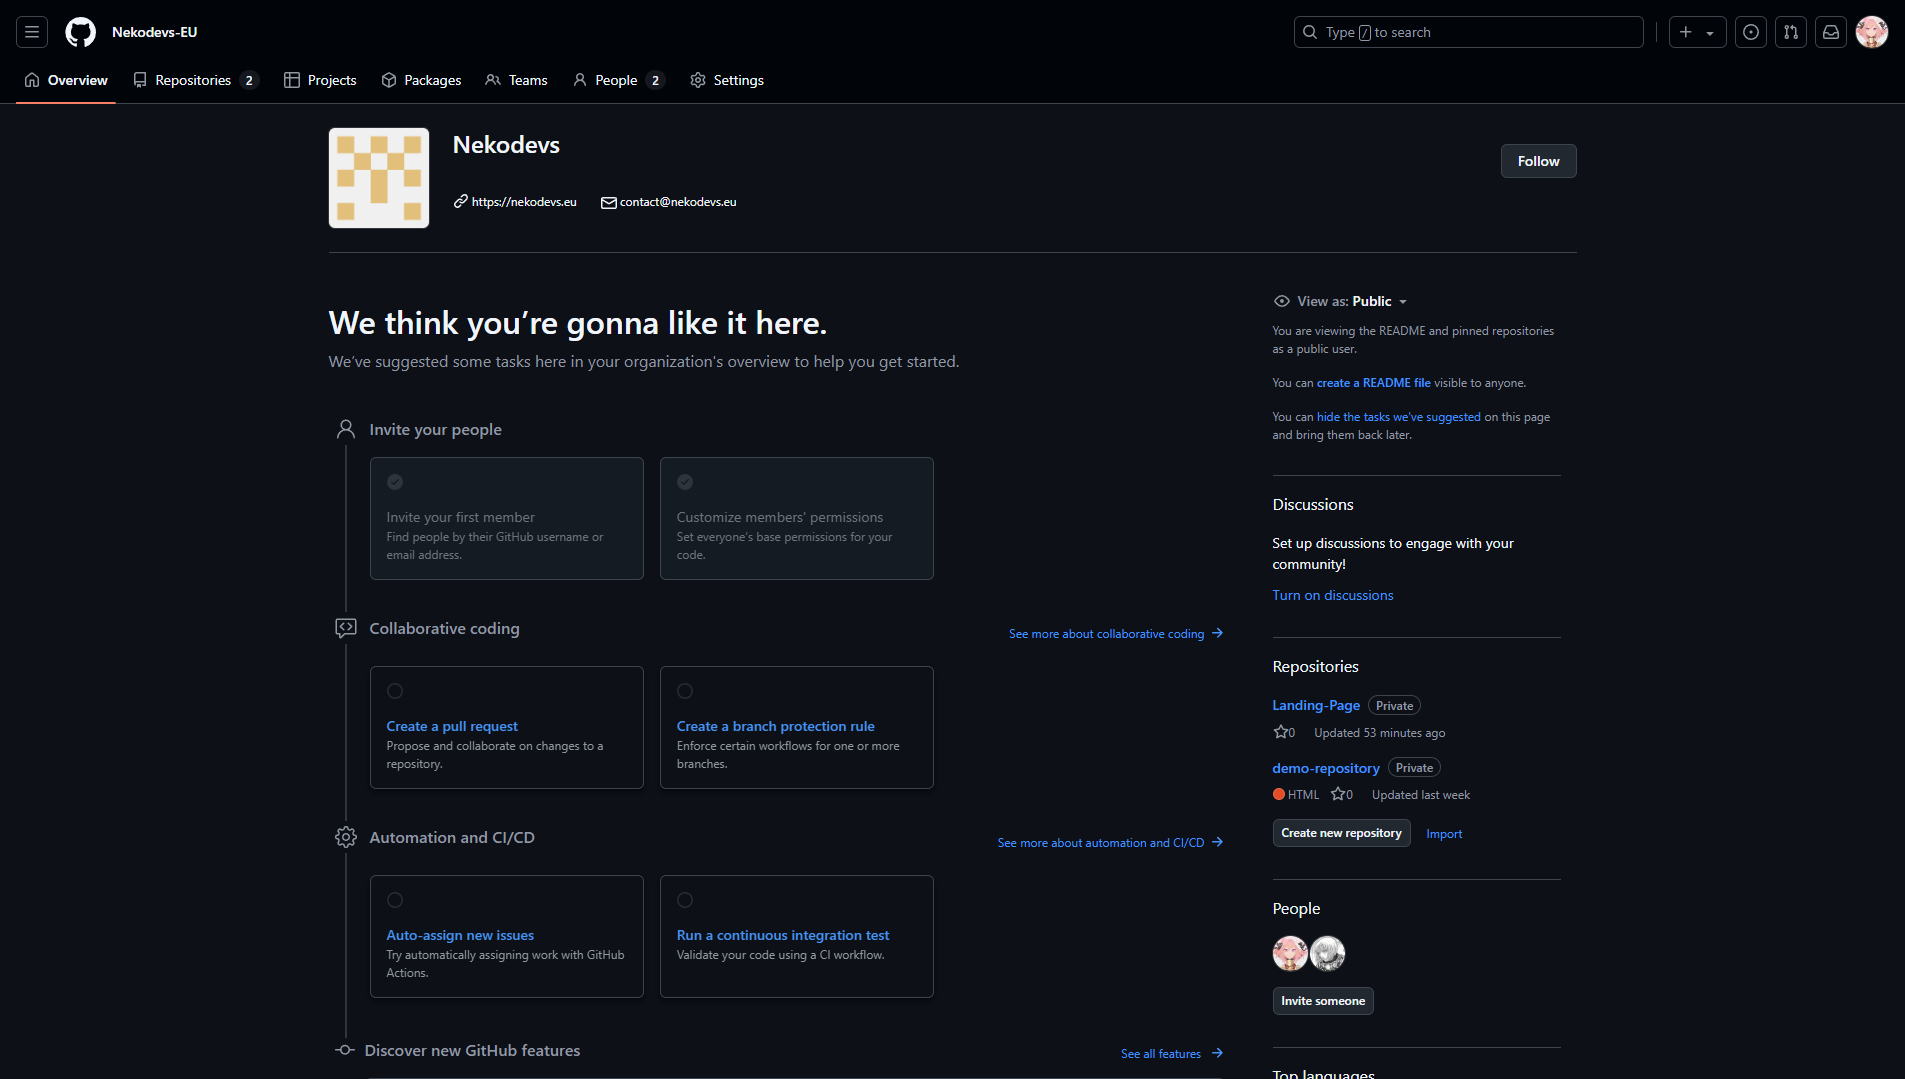 Nekodevs-EU
Type / to search
Overview
Repositories 2
Projects
Packages
Teams
People 2
Settings
Nekodevs
https://nekodevs.eu
contact@nekodevs.eu
Follow
We think you’re gonna like it here.
We’ve suggested some tasks here in your organization’s overview to help you get started.
Invite your people
Invite your first member
Find people by their GitHub username or
email address.
Customize members’ permissions
Set everyone’s base permissions for your
code.
Collaborative coding
See more about collaborative coding
Create a pull request
Propose and collaborate on changes to a
repository.
Create a branch protection rule
Enforce certain workflows for one or more
branches.
Automation and CI/CD
See more about automation and CI/CD
Auto-assign new issues
Try automatically assigning work with GitHub
Actions.
Run a continuous integration test
Validate your code using a CI workflow.
Discover new GitHub features
See all features
View as: Public
You are viewing the README and pinned repositories
as a public user.
You can create a README file visible to anyone.
You can hide the tasks we’ve suggested on this page
and bring them back later.
Discussions
Set up discussions to engage with your
community!
Turn on discussions
Repositories
Landing-Page Private
0 Updated 53 minutes ago
demo-repository Private
HTML 0 Updated last week
Create new repository
Import
People
Invite someone
Top languages